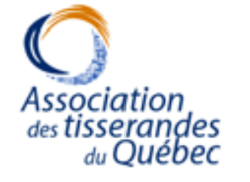 Association
des tisserandes
du Québec